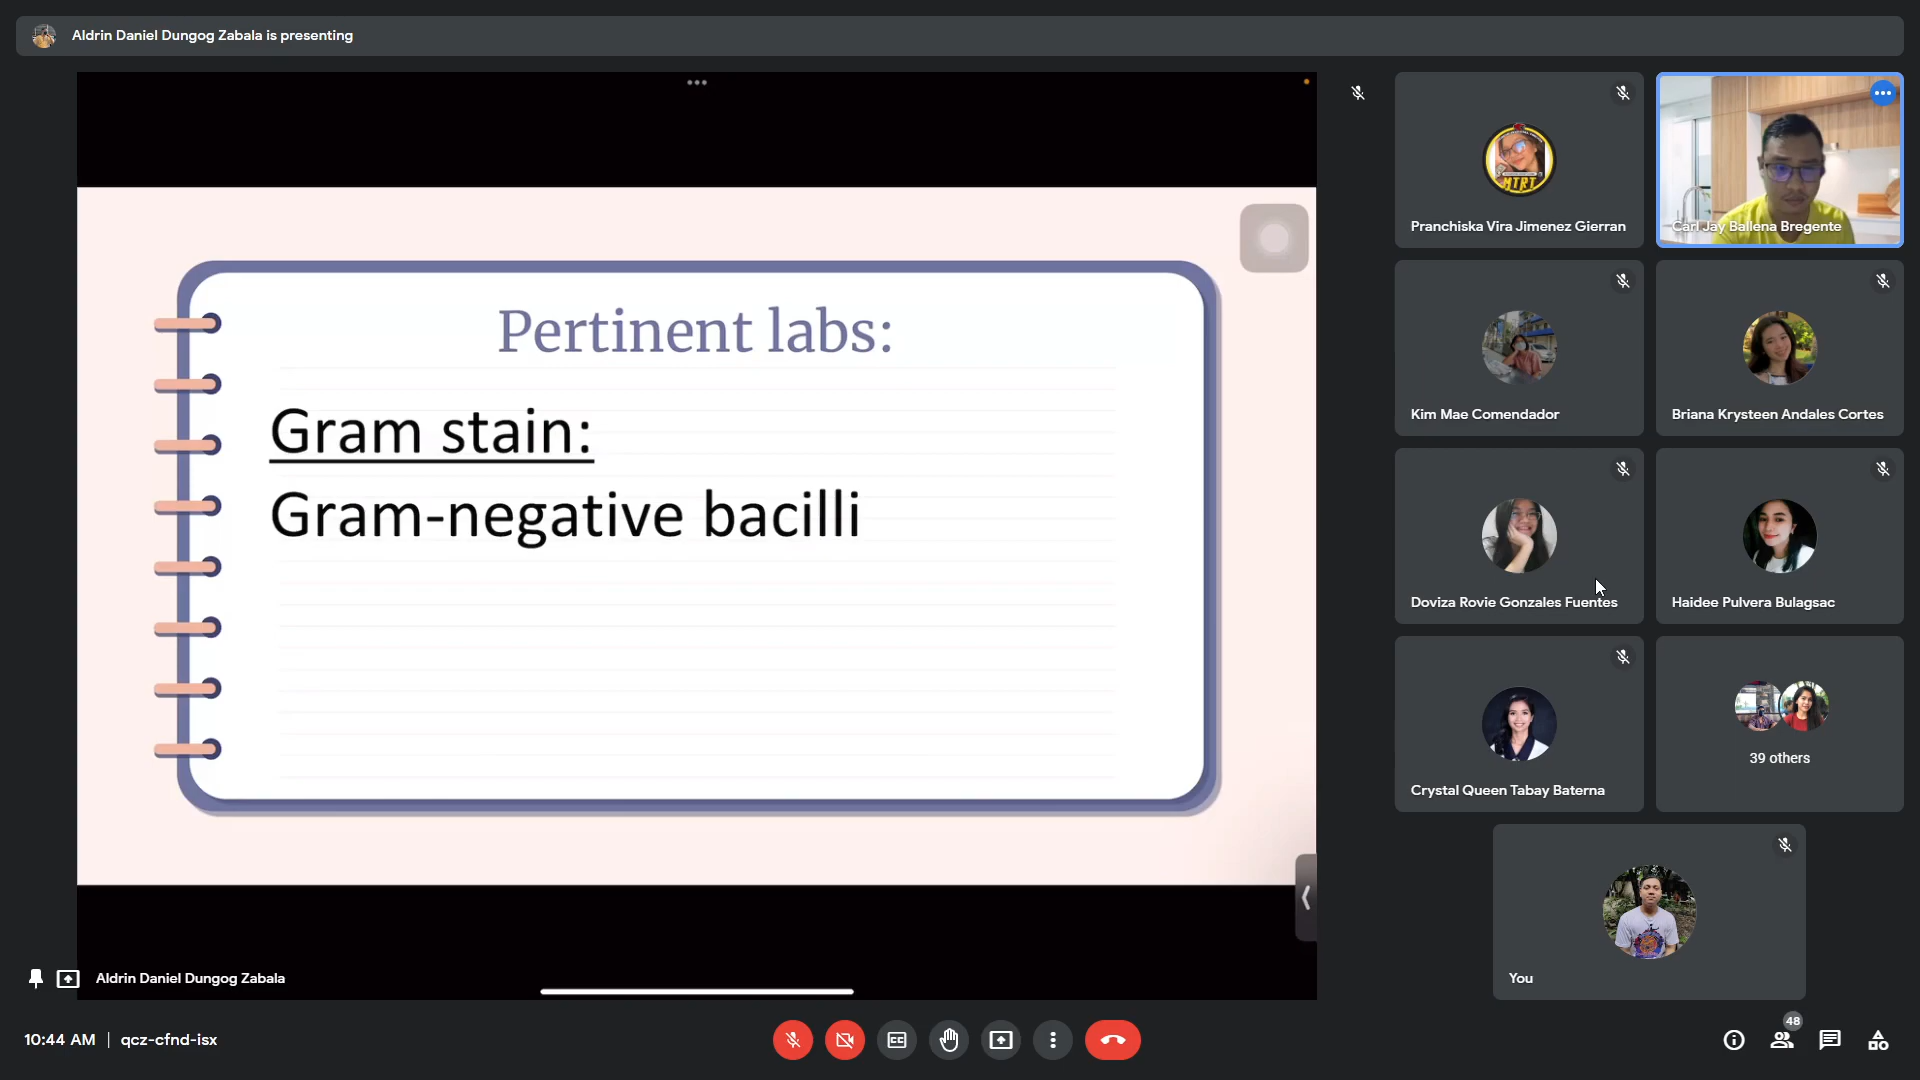 Aldrin Daniel Dungog Zabala is presenting
Pertinent labs:
Gram stain:
Gram-negative bacilli
Aldrin Daniel Dungog Zabala
MTRT
Pranchiska Vira Jimenez Gierran
Carl Jay Ballena Bregente
Kim Mae Comendador
Briana Krysteen Andales Cortes
Doviza Rovie Gonzales Fuentes
Haidee Pulvera Bulagsac
Crystal Queen Tabay Baterna
39 others
You
10:44 AM | qcz-cfnd-isx
48